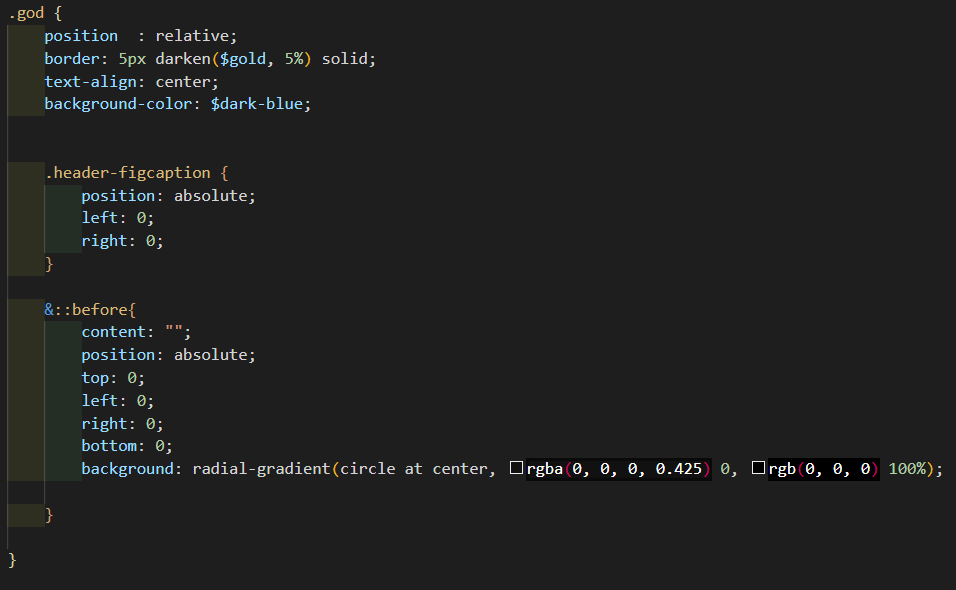 .god {
    position  : relative;
    border: 5px darken($gold, 5%) solid;
    text-align: center;
    background-color: $dark-blue;
    .header-figcaption {
        position: absolute;
        left: 0;
        right: 0;
    }
    &::before{
        content: "";
        position: absolute;
        top: 0;
        left: 0;
        right: 0;
        bottom: 0;
        background: radial-gradient(circle at center, rgba(0, 0, 0, 0.425) 0, rgb(0, 0, 0) 100%);
    }
}